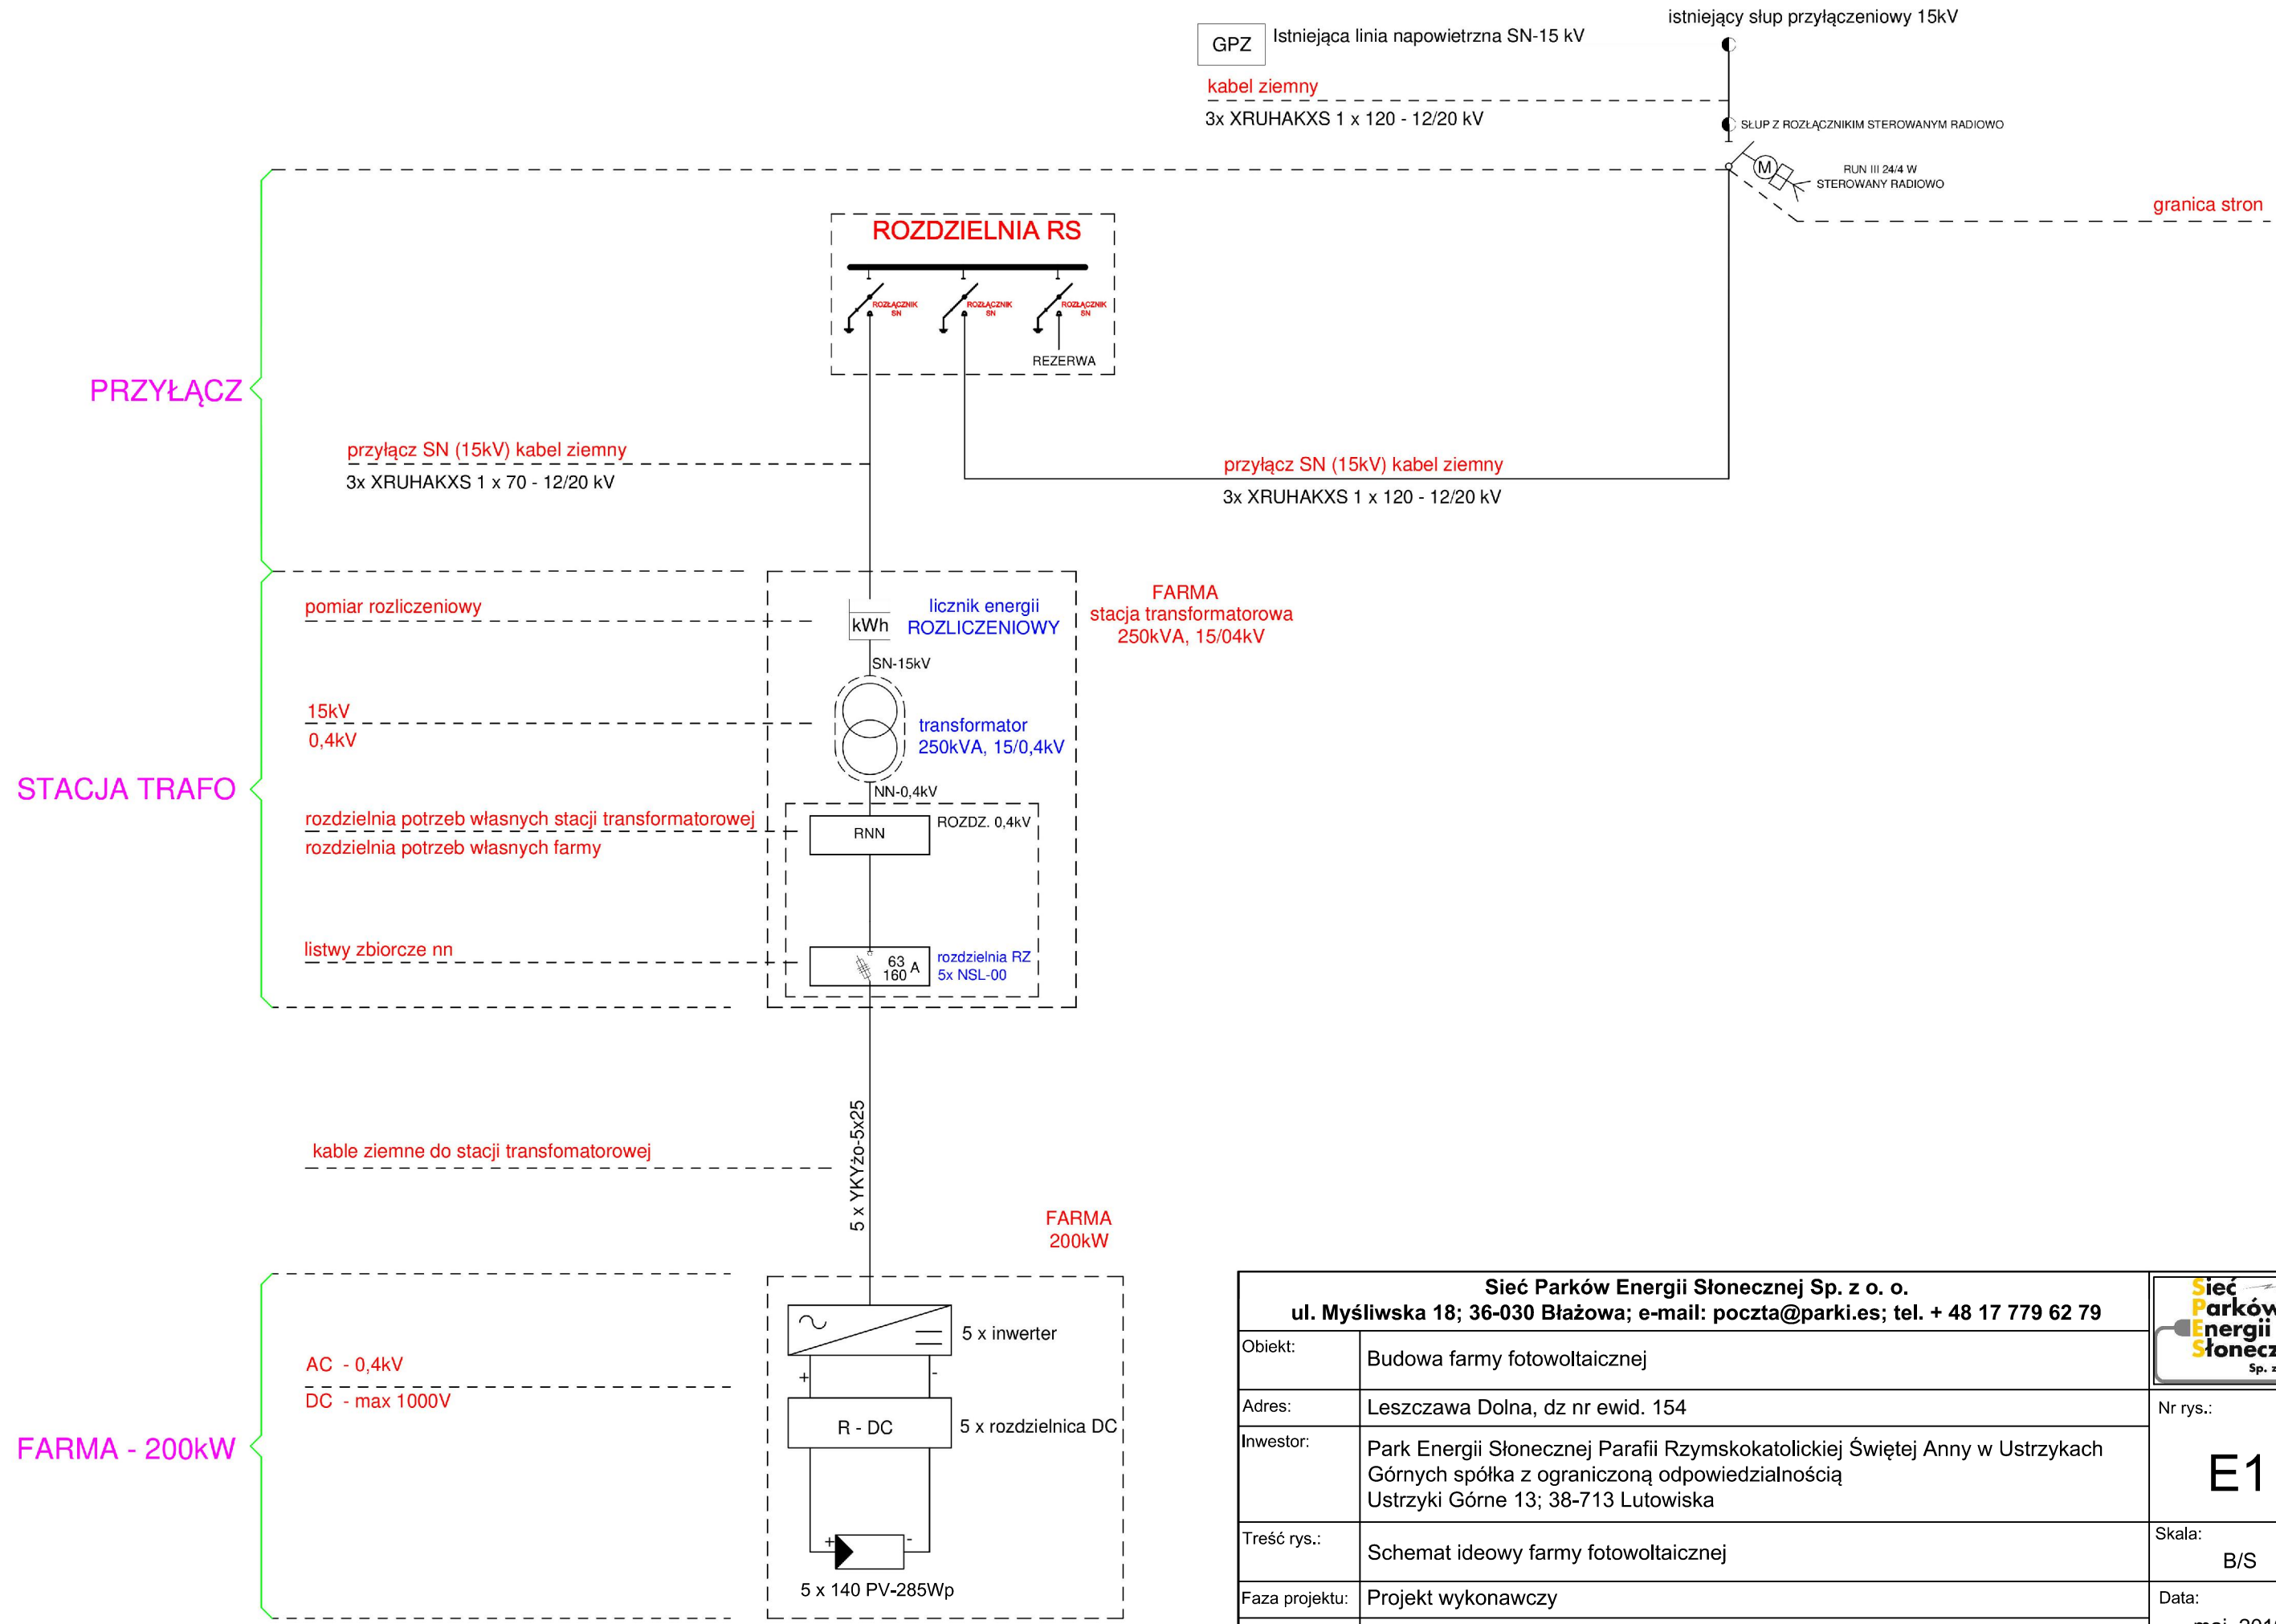 istniejący słup przyłączeniowy 15kV
GPZ
Istniejąca linia napowietrzna SN-15 kV
kabel ziemny
3x XRUHAKXS 1 x 120 - 12/20 kV
SŁUP Z ROZŁĄCZNIKIM STEROWANYM RADIOWO
M
RUN III 24/4 W
STEROWANY RADIOWO
granica stron
ROZDZIELNIA RS
ROZŁĄCZNIK
SN
ROZŁĄCZNIK
SN
ROZŁĄCZNIK
SN
REZERWA
PRZYŁĄCZ
przyłącz SN (15kV) kabel ziemny
3x XRUHAKXS 1 x 70 - 12/20 kV
przyłącz SN (15kV) kabel ziemny
3x XRUHAKXS 1 x 120 - 12/20 kV
pomiar rozliczeniowy
kWh
licznik energii
ROZLICZENIOWY
FARMA
stacja transformatorowa
250kVA, 15/04kV
SN-15kV
15kV
0,4kV
transformator
250kVA, 15/0,4kV
STACJA TRAFO
NN-0,4kV
rozdzielnia potrzeb własnych stacji transformatorowej
rozdzielnia potrzeb własnych farmy
RNN
ROZDZ. 0,4kV
listwy zbiorcze nn
63
160 A
rozdzielnia RZ
5x NSL-00
5 x YKYżo-5x25
kable ziemne do stacji transfomatorowej
FARMA
200kW
5 x inwerter
AC - 0,4kV
DC - max 1000V
+
-
R - DC
5 x rozdzielnica DC
FARMA - 200kW
+
-
5 x 140 PV-285Wp
Sieć Parków Energii Słonecznej Sp. z o. o.
ul. Myśliwska 18; 36-030 Błażowa; e-mail: poczta@parki.es; tel. + 48 17 779 62 79
Sieć
Parków
Energii
Słonecz
Sp. z
Obiekt:
Budowa farmy fotowoltaicznej
Adres:
Leszczawa Dolna, dz nr ewid. 154
Nr rys.:
E1
Inwestor:
Park Energii Słonecznej Parafii Rzymskokatolickiej Świętej Anny w Ustrzykach
Górnych spółka z ograniczoną odpowiedzialnością
Ustrzyki Górne 13; 38-713 Lutowiska
Treść rys.:
Schemat ideowy farmy fotowoltaicznej
Skala:
B/S
Faza projektu:
Projekt wykonawczy
Data: